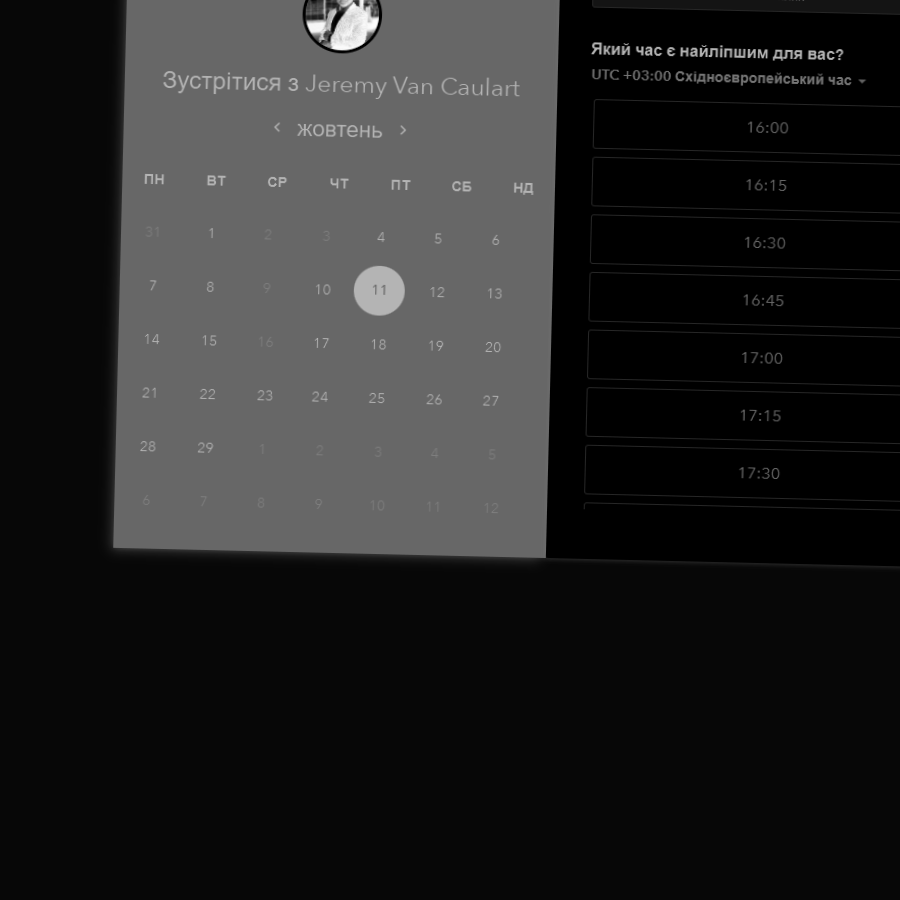 Зустрітися з Jeremy Van Caulart
жовтень
ПН ВТ СР ЧТ ПТ СБ НД
31 1 2 3 4 5 6
7 8 9 10 11 12 13
14 15 16 17 18 19 20
21 22 23 24 25 26 27
28 29 1 2 3 4 5
6 7 8 9 10 11 12
Який час є найліпшим для вас?
UTC +03:00 Східноєвропейський час
16:00
16:15
16:30
16:45
17:00
17:15
17:30